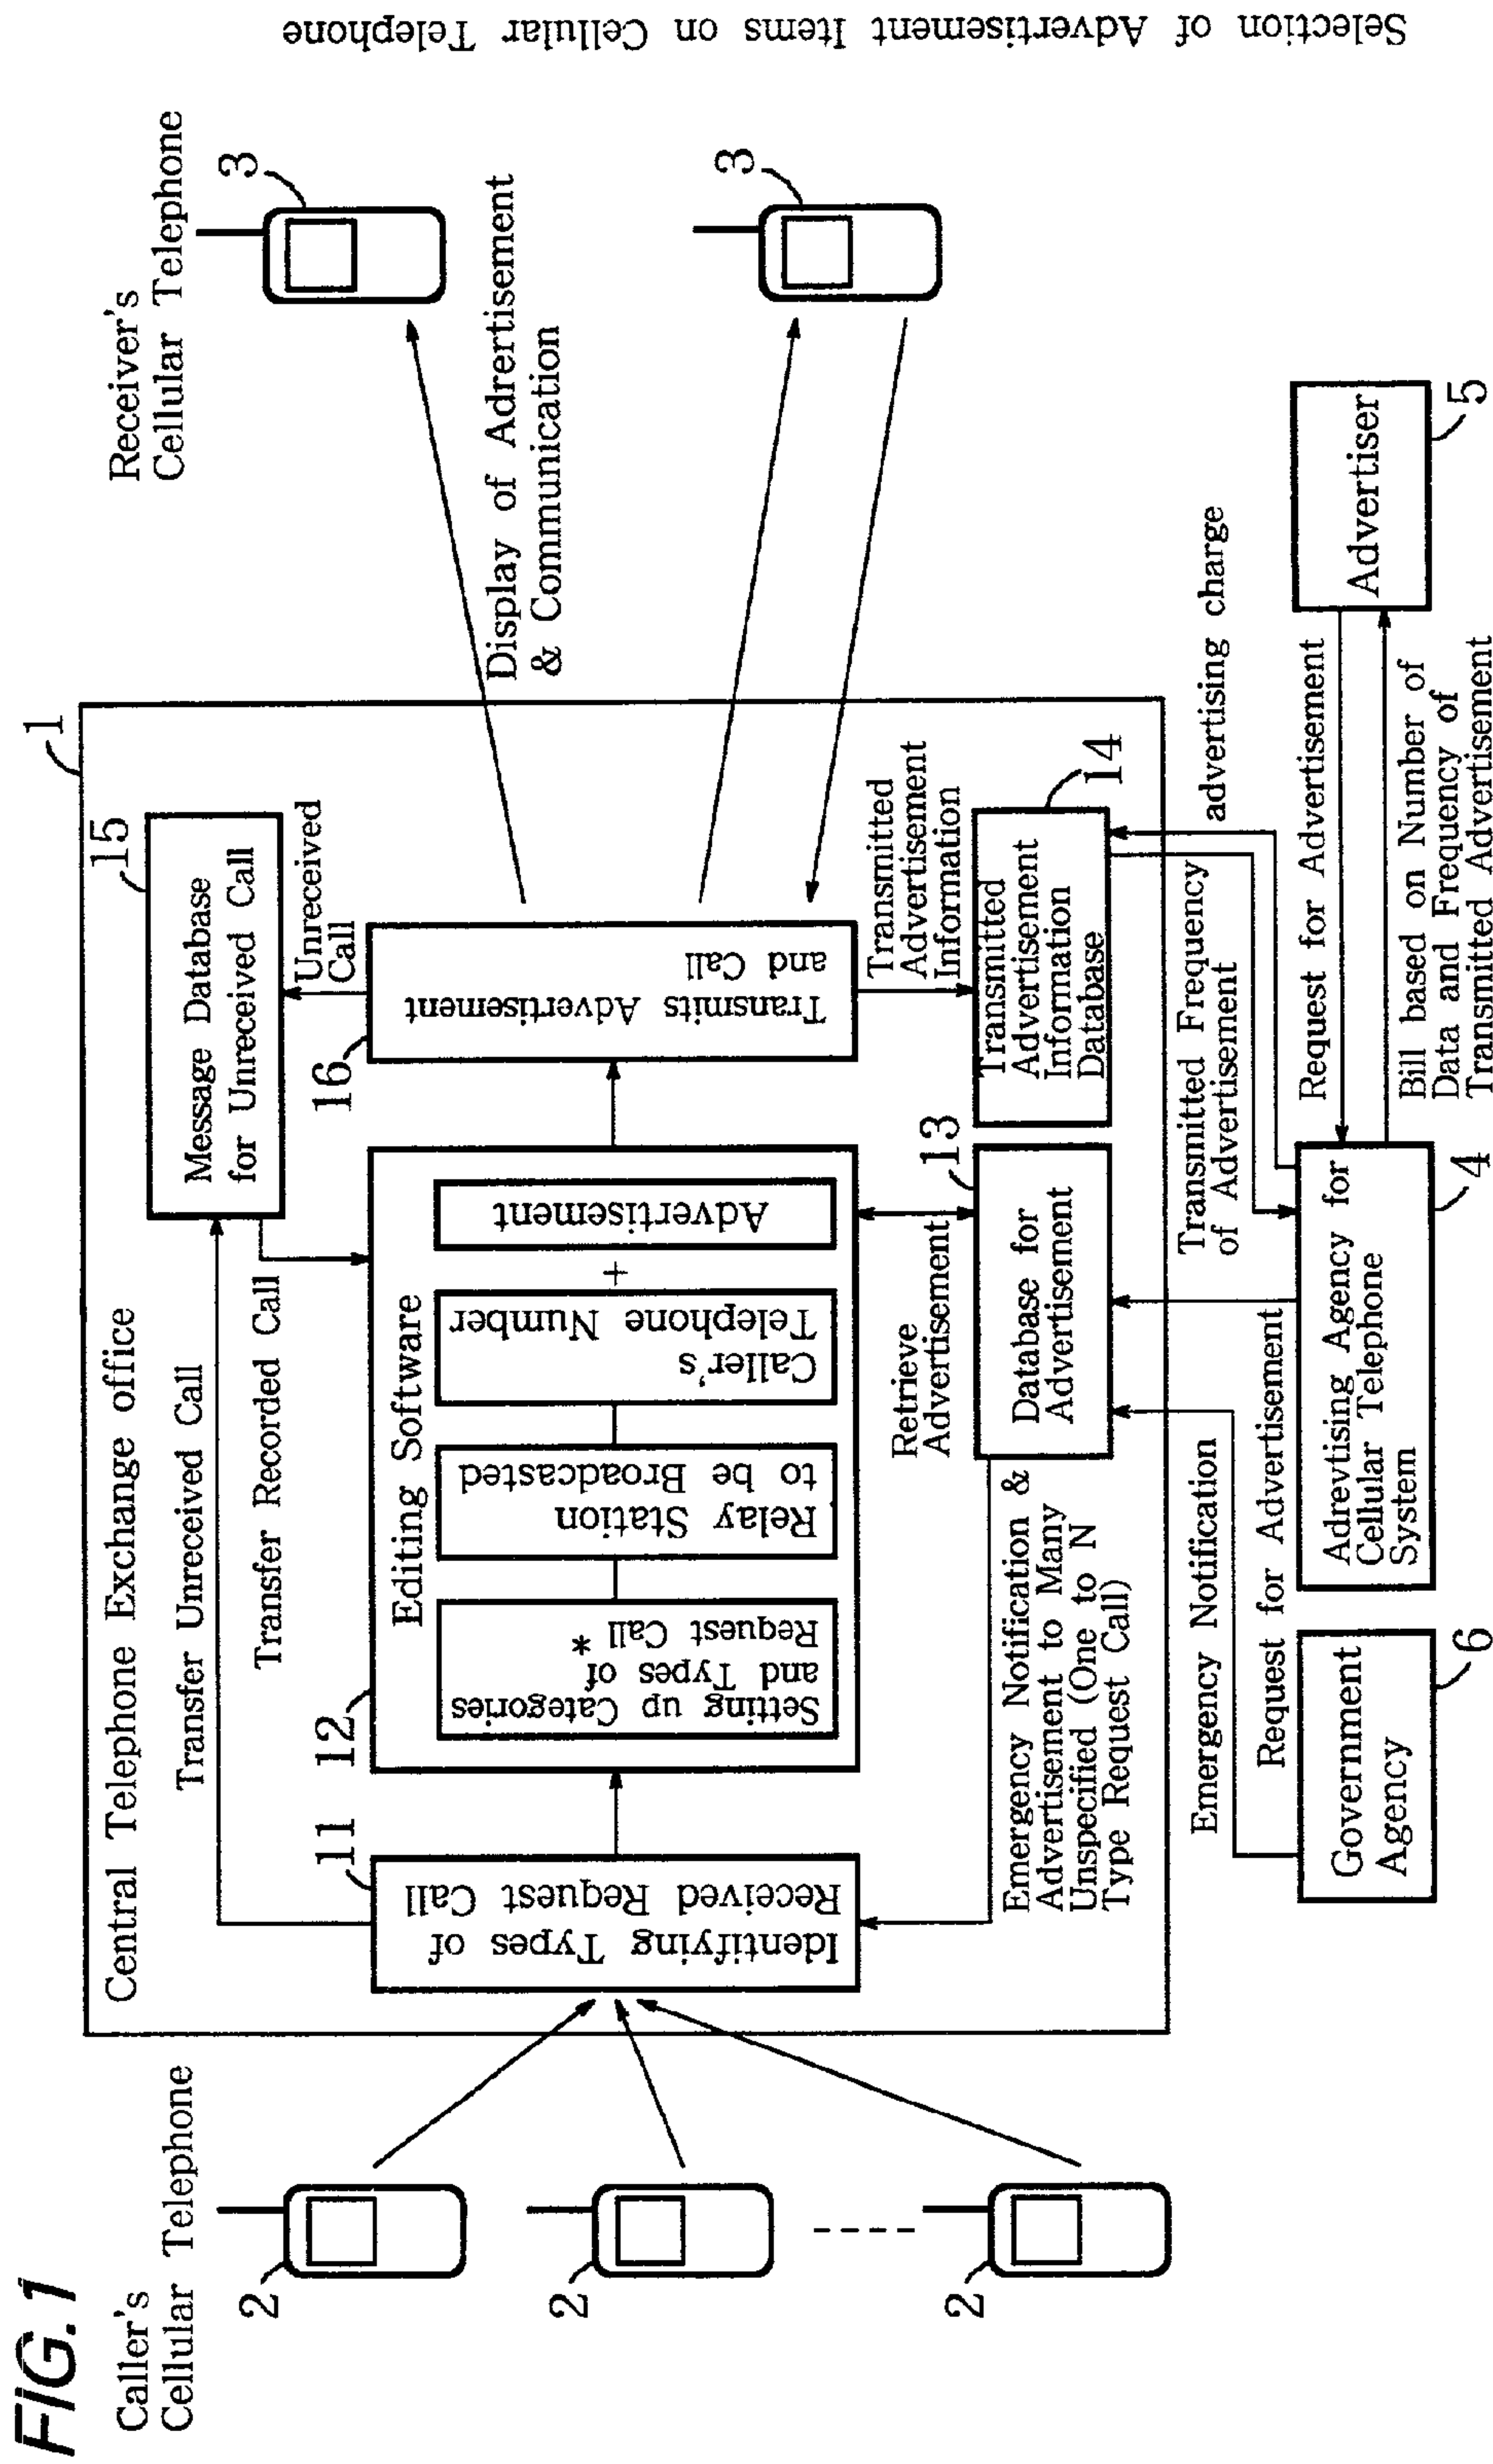 FIG.1
Caller's
Cellular Telephone
2
2
2
Central Telephone Exchange office
1
Transfer Unreceived Call
Transfer Recorded Call
15
Message Database
for Unreceived Call
Unreceived
Call
11
Identifying Types of
Received Request Call
12
Editing Software
Setting up Categories
and Types of
Request Call *
Relay Station
to be Broadcasted
Caller's
Telephone Number
+
Advertisement
16
Transmits Advertisement
and Call
Retrieve
Advertisement
Transmitted
Advertisement
Information
13
Database for
Advertisement
14
Transmitted
Advertisement
Information
Database
Emergency Notification &
Advertisement to Many
Unspecified (One to N
Type Request Call)
Receiver's
Cellular Telephone
3
3
Display of Adrertisement
& Communication
Emergency Notification
Request for Advertisement
Transmitted Frequency
of Advertisement
advertising charge
Request for Advertisement
Bill based on Number of
Data and Frequency of
Transmitted Advertisement
Government
Agency
6
Adrevtising Agency for
Cellular Telephone
System
4
Advertiser
5
Selection of Advertisement Items on Cellular Telephone